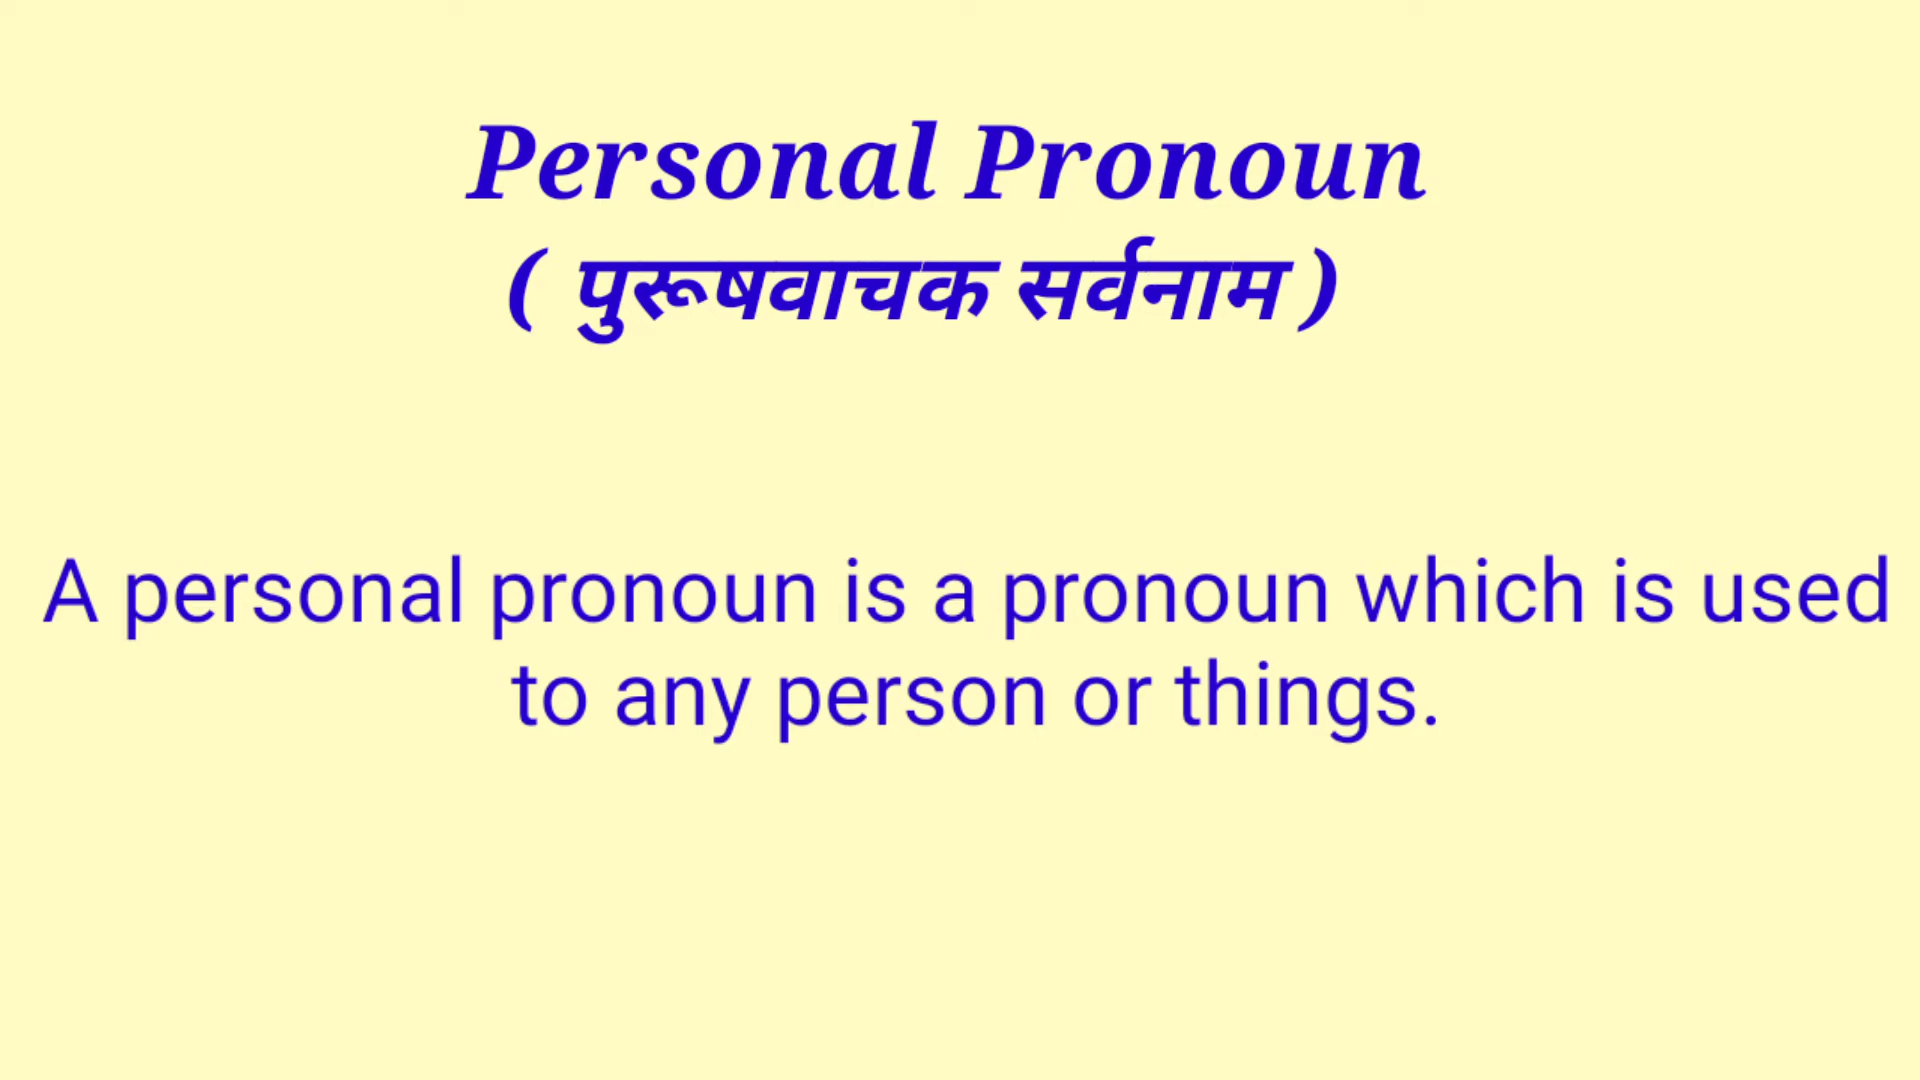 Personal Pronoun
( पुरूषवाचक सर्वनाम )
A personal pronoun is a pronoun which is used
to any person or things.